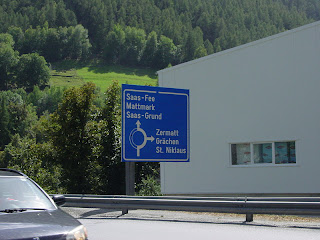 Saas-Fee
Mattmark
Saas-Grund
Zermatt
Grächen
St. Niklaus